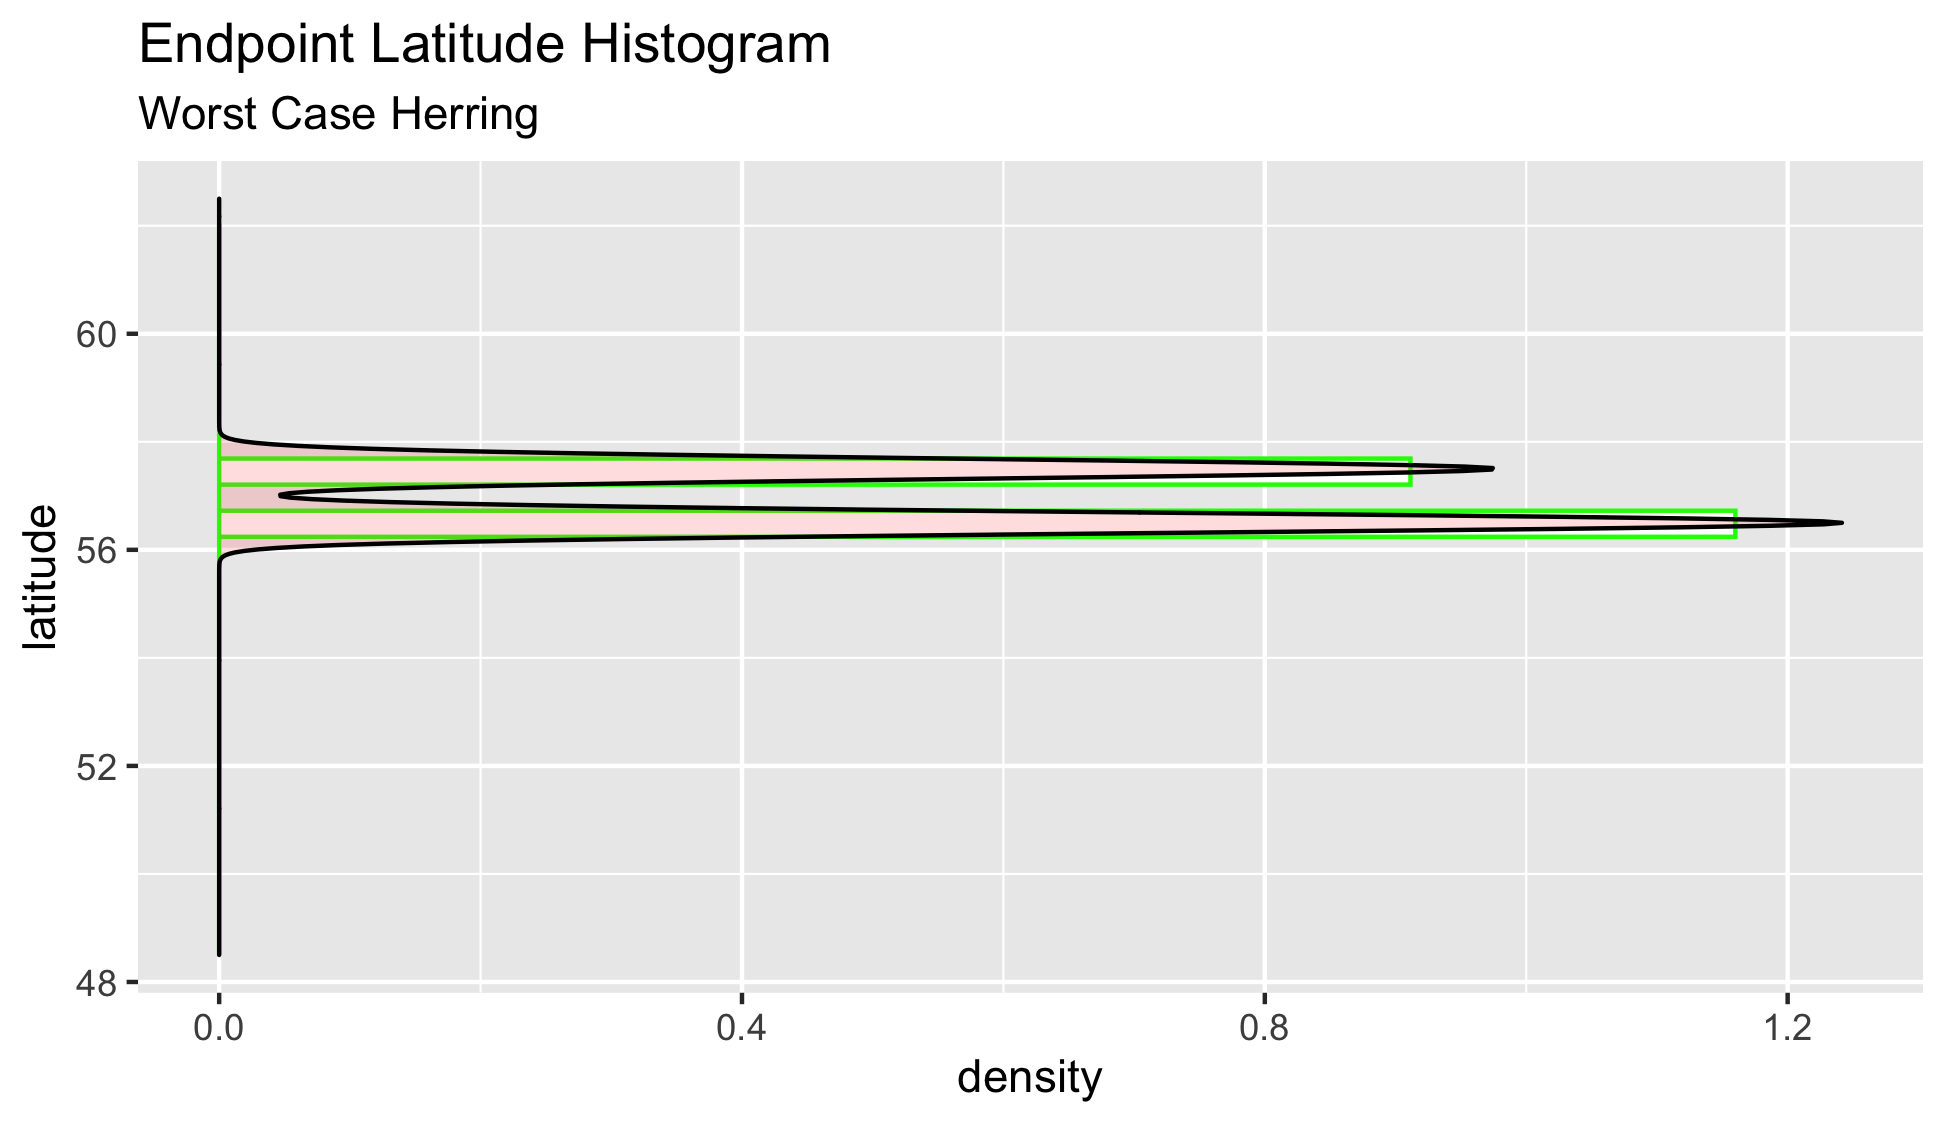 Endpoint Latitude Histogram
Worst Case Herring
60
56
52
48
latitude
0.0 0.4 0.8 1.2
density